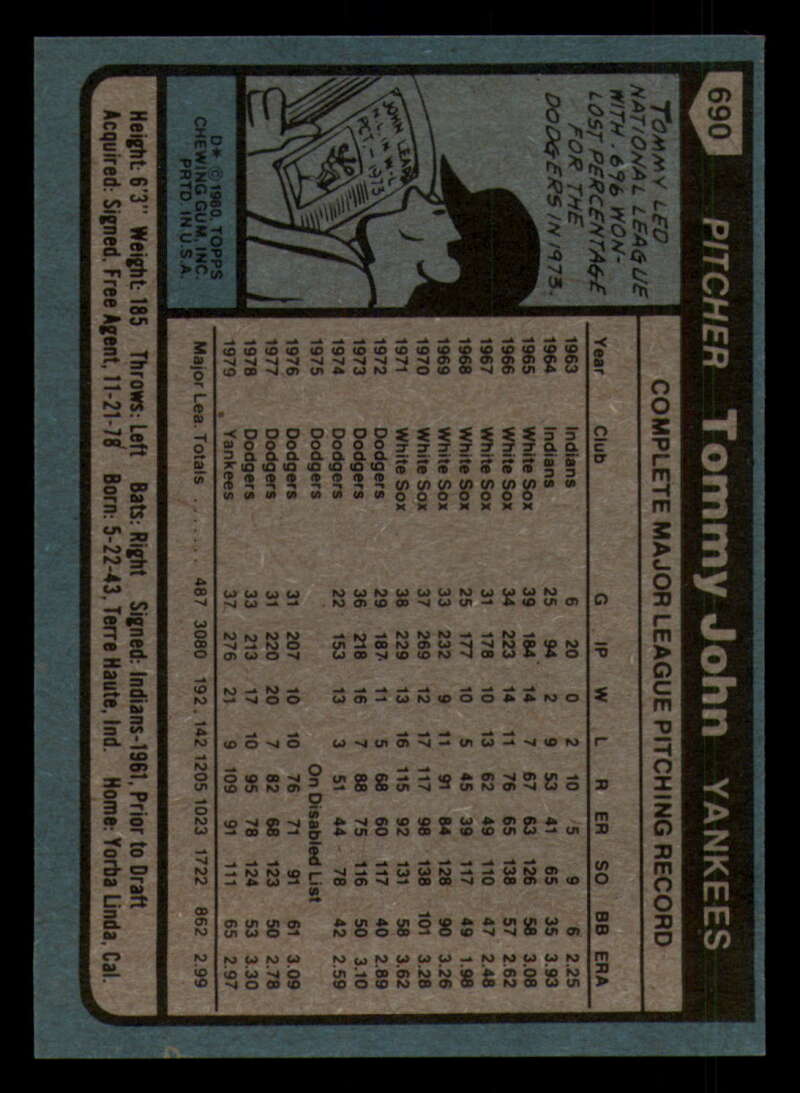 690
PITCHER Tommy John YANKEES
TOMMY LED
NATIONAL LEAGUE
WITH .696 WON-
LOST PERCENTAGE
FOR THE
DODGERS IN 1973.
JOHN LEADS
N.L. IN W-L
PCT. - 1973
D* © 1980 TOPPS
CHEWING GUM, INC.
PRTD. IN U.S.A.
COMPLETE MAJOR LEAGUE PITCHING RECORD
Year Club G IP W L R ER SO BB ERA
1963 Indians 6 20 0 2 10 5 9 6 2.25
1964 Indians 25 94 2 9 53 41 65 35 3.93
1965 White Sox 39 184 14 7 67 63 126 58 3.08
1966 White Sox 34 223 14 11 76 65 138 57 2.62
1967 White Sox 31 178 10 13 62 49 110 47 2.48
1968 White Sox 25 177 10 5 45 39 117 49 1.98
1969 White Sox 33 232 9 11 91 84 128 90 3.26
1970 White Sox 37 269 12 17 117 98 138 101 3.28
1971 White Sox 38 229 13 16 115 92 131 58 3.62
1972 Dodgers 29 187 11 5 68 60 117 40 2.89
1973 Dodgers 36 218 16 7 88 75 116 50 3.10
1974 Dodgers 22 153 13 3 51 44 78 42 2.59
1975 Dodgers On Disabled List
1976 Dodgers 31 207 10 10 76 71 91 61 3.09
1977 Dodgers 31 220 20 7 82 68 123 50 2.78
1978 Dodgers 33 213 17 10 95 78 124 53 3.30
1979 Yankees 37 276 21 9 109 91 111 65 2.97
Major Lea. Totals ....... 487 3080 192 142 1205 1023 1722 862 2.99
Height: 6'3" Weight: 185 Throws: Left Bats: Right Signed: Indians-1961, Prior to Draft
Acquired: Signed, Free Agent, 11-21-78 Born: 5-22-43, Terre Haute, Ind. Home: Yorba Linda, Cal.